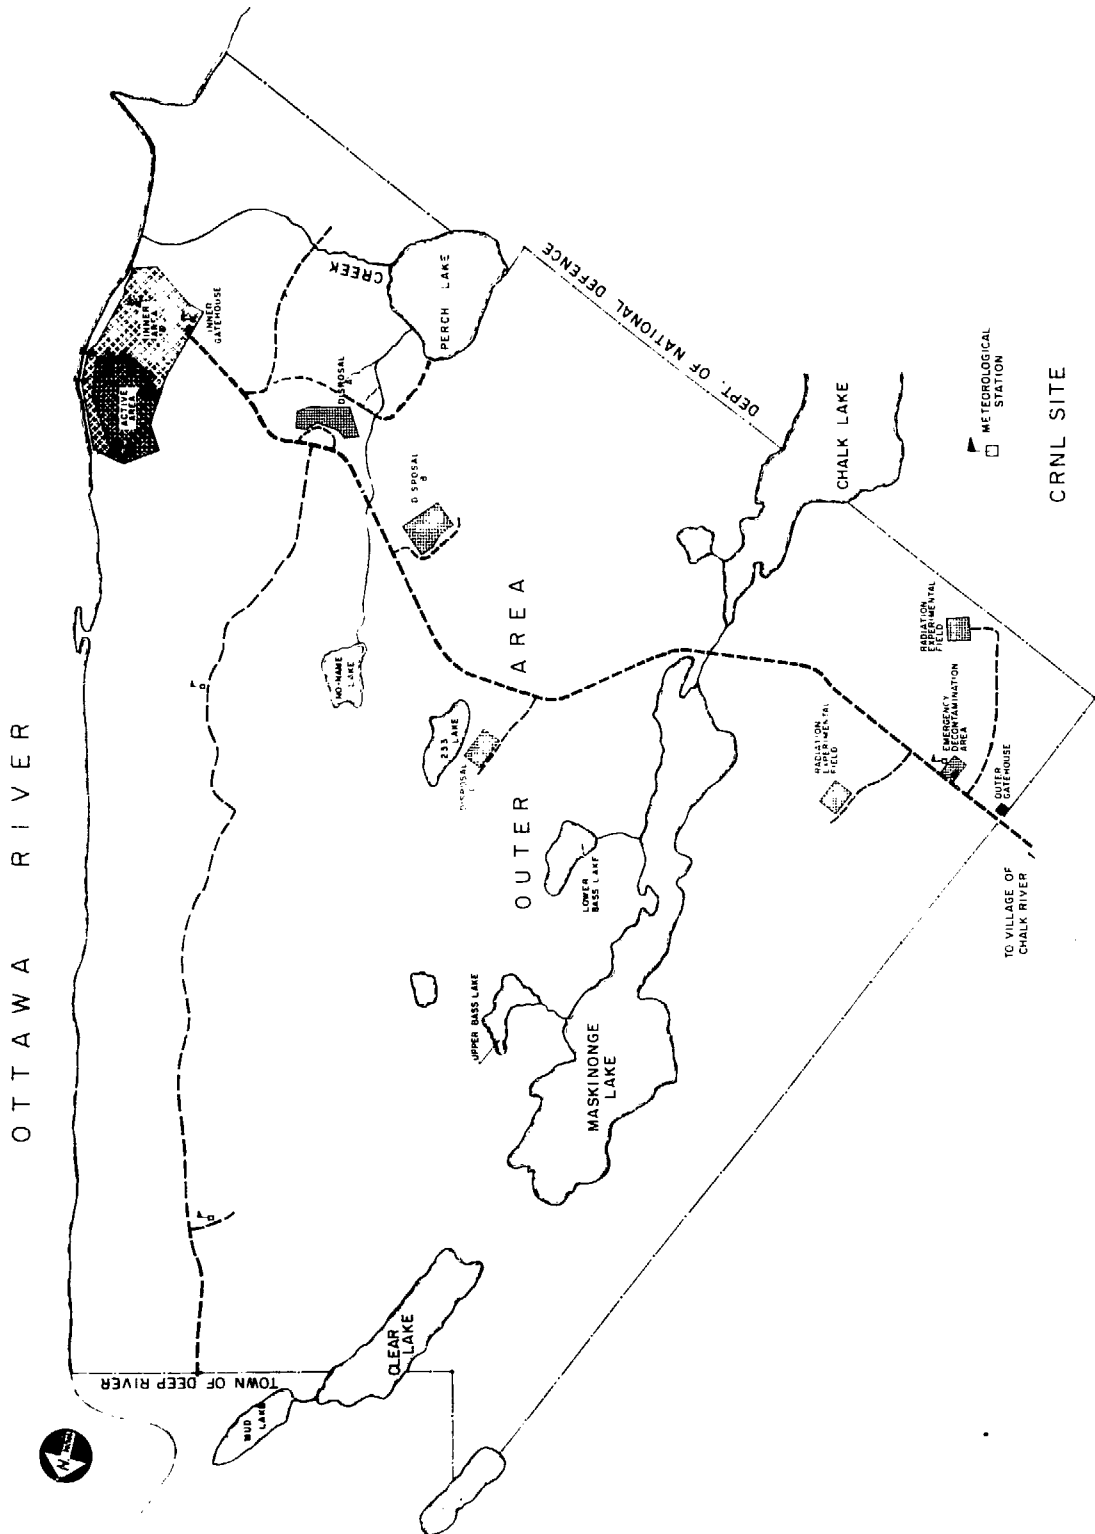 OTTAWA RIVER
N
TOWN OF DEEP RIVER
MUD
LAKE
CLEAR
LAKE
ACTIVE
AREA
INNER
AREA
INNER
GATEHOUSE
CREEK
PERCH LAKE
DISPOSAL
DISPOSAL
B
NO-NAME
LAKE
233
LAKE
DISPOSAL
OUTER AREA
LOWER
BASS LAKE
UPPER BASS LAKE
MASKINONGE
LAKE
DEPT. OF NATIONAL DEFENCE
CHALK LAKE
RADIATION
EXPERIMENTAL
FIELD
RADIATION
EXPERIMENTAL
FIELD
EMERGENCY
DECONTAMINATION
AREA
OUTER
GATEHOUSE
TO VILLAGE OF
CHALK RIVER
METEOROLOGICAL
STATION
CRNL SITE